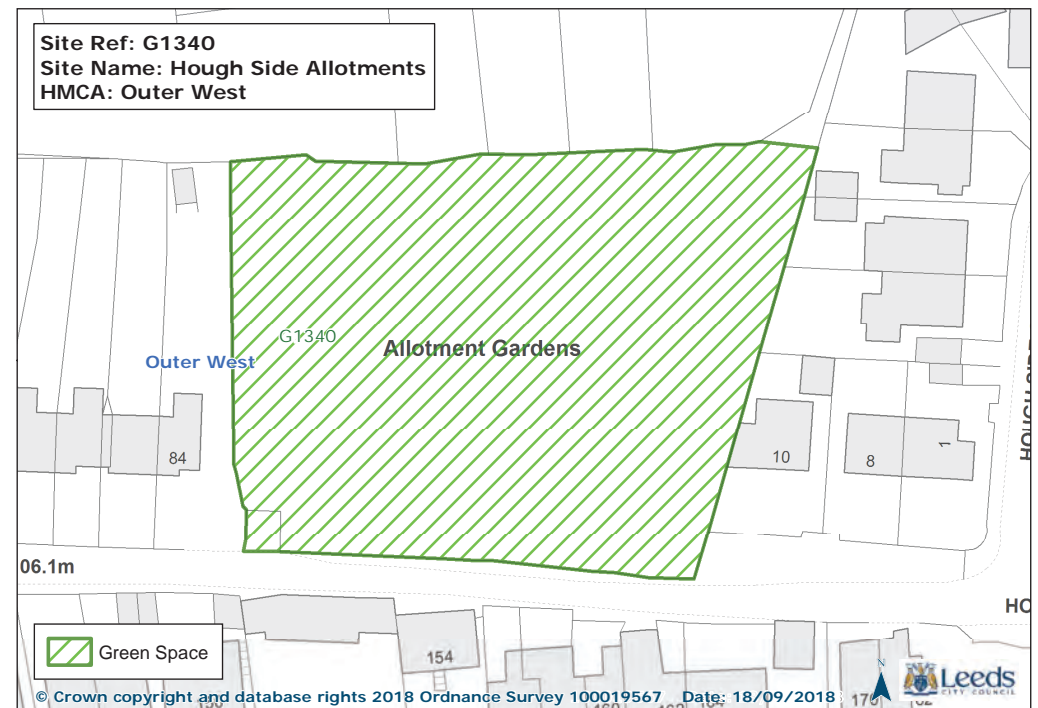 Site Ref: G1340
Site Name: Hough Side Allotments
HMCA: Outer West
G1340
Allotment Gardens
Outer West
84
10
8
1
HOUGH SIDE
06.1m
HO
154
Green Space
N
Leeds
CITY COUNCIL
© Crown copyright and database rights 2018 Ordnance Survey 100019567 Date: 18/09/2018